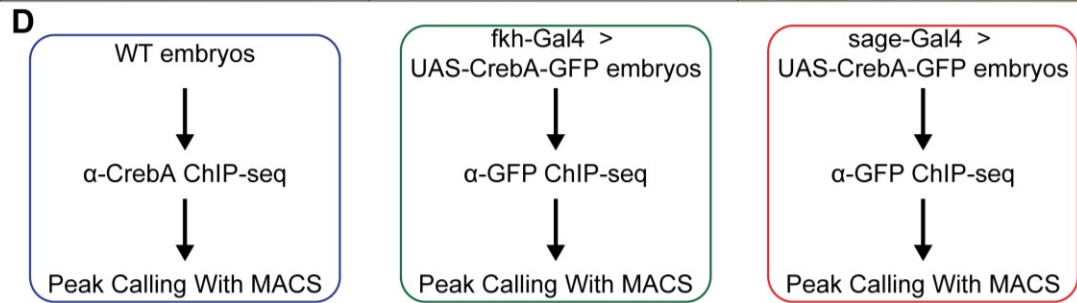 D
WT embryos
α-CrebA ChIP-seq
Peak Calling With MACS
fkh-Gal4 >
UAS-CrebA-GFP embryos
α-GFP ChIP-seq
Peak Calling With MACS
sage-Gal4 >
UAS-CrebA-GFP embryos
α-GFP ChIP-seq
Peak Calling With MACS